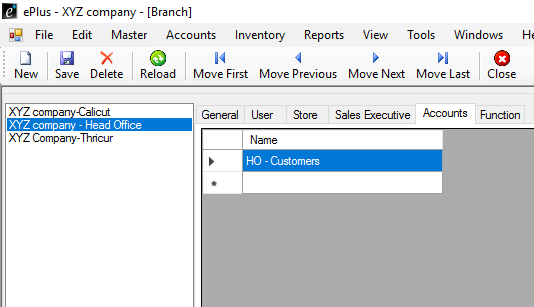 ePlus - XYZ company - [Branch]
File Edit Master Accounts Inventory Reports View Tools Windows
New Save Delete Reload Move First Move Previous Move Next Move Last Close
XYZ company-Calicut
XYZ company - Head Office
XYZ Company-Thricur
General User Store Sales Executive Accounts Function
Name
HO - Customers